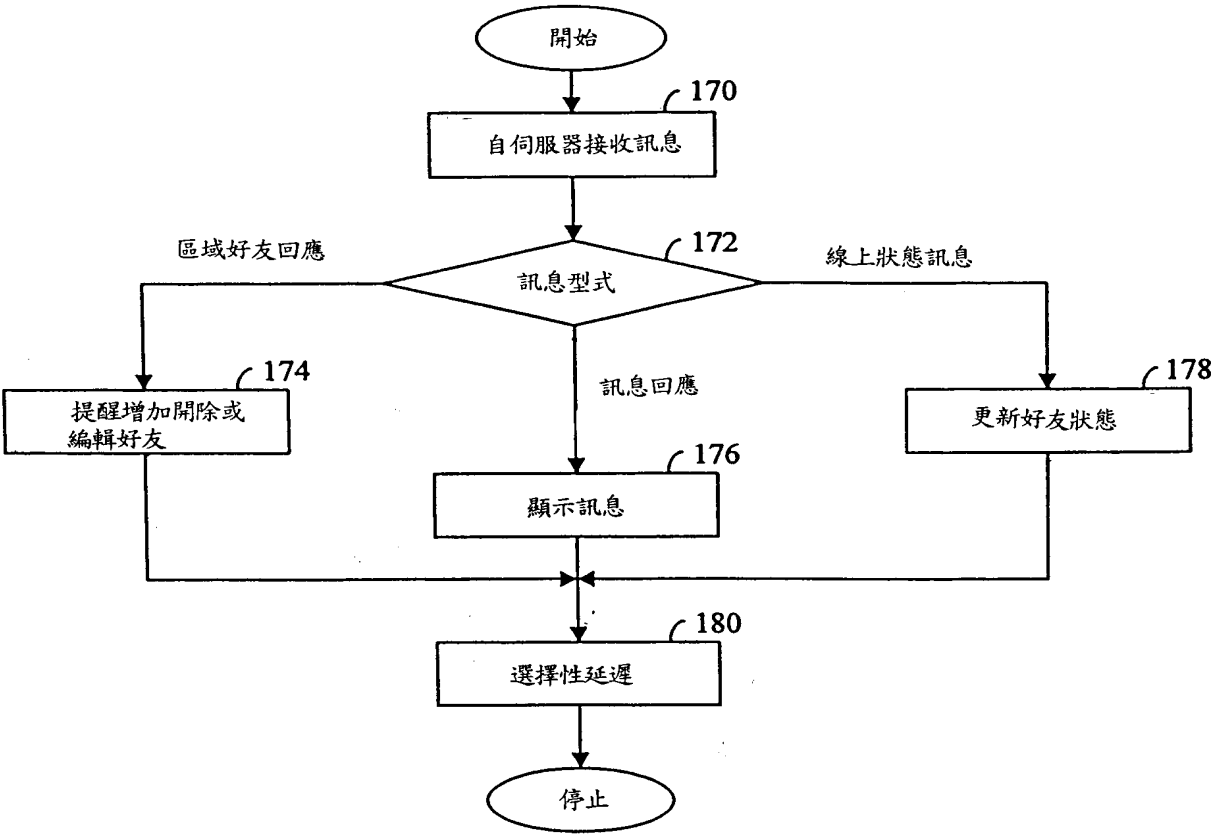 開始
170
自伺服器接收訊息
區域好友回應
172
線上狀態訊息
訊息型式
174
提醒增加開除或
編輯好友
訊息回應
178
更新好友狀態
176
顯示訊息
180
選擇性延遲
停止